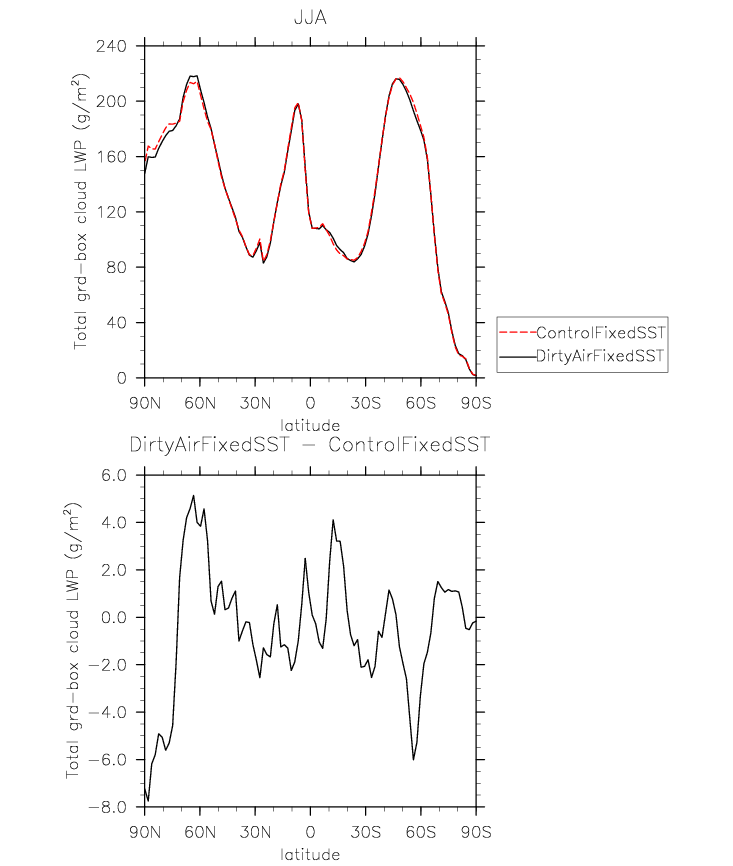 JJA
Total grd-box cloud LWP (g/m²)
240
200
160
120
80
40
0
90N 60N 30N 0 30S 60S 90S
latitude
ControlFixedSST
DirtyAirFixedSST
DirtyAirFixedSST - ControlFixedSST
Total grd-box cloud LWP (g/m²)
6.0
4.0
2.0
0.0
-2.0
-4.0
-6.0
-8.0
90N 60N 30N 0 30S 60S 90S
latitude